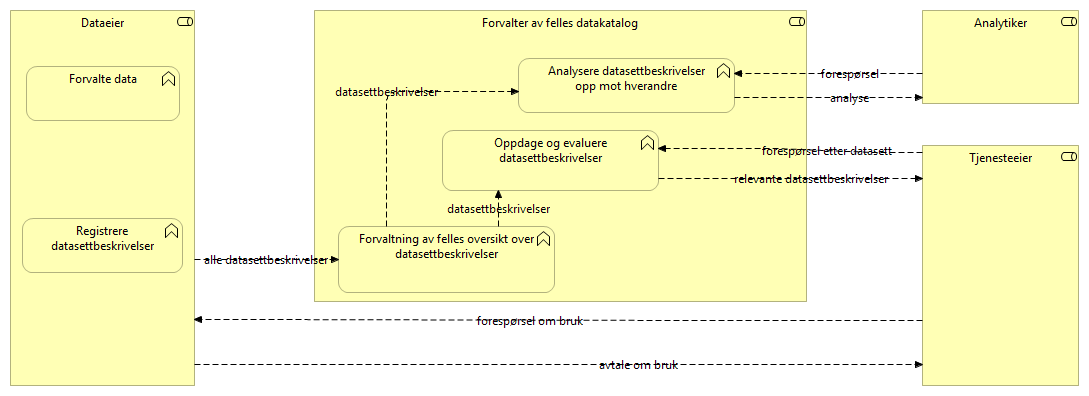 Dataeier
Forvalter av felles datakatalog
Analytiker
Forvalte data
Analysere datasettbeskrivelser
opp mot hverandre
forespørsel
datasettbeskrivelser
analyse
Oppdage og evaluere
datasettbeskrivelser
forespørsel etter datasett
Tjenesteeier
relevante datasettbeskrivelser
datasettbeskrivelser
Registrere
datasettbeskrivelser
Forvaltning av felles oversikt over
datasettbeskrivelser
alle datasettbeskrivelser
forespørsel om bruk
avtale om bruk